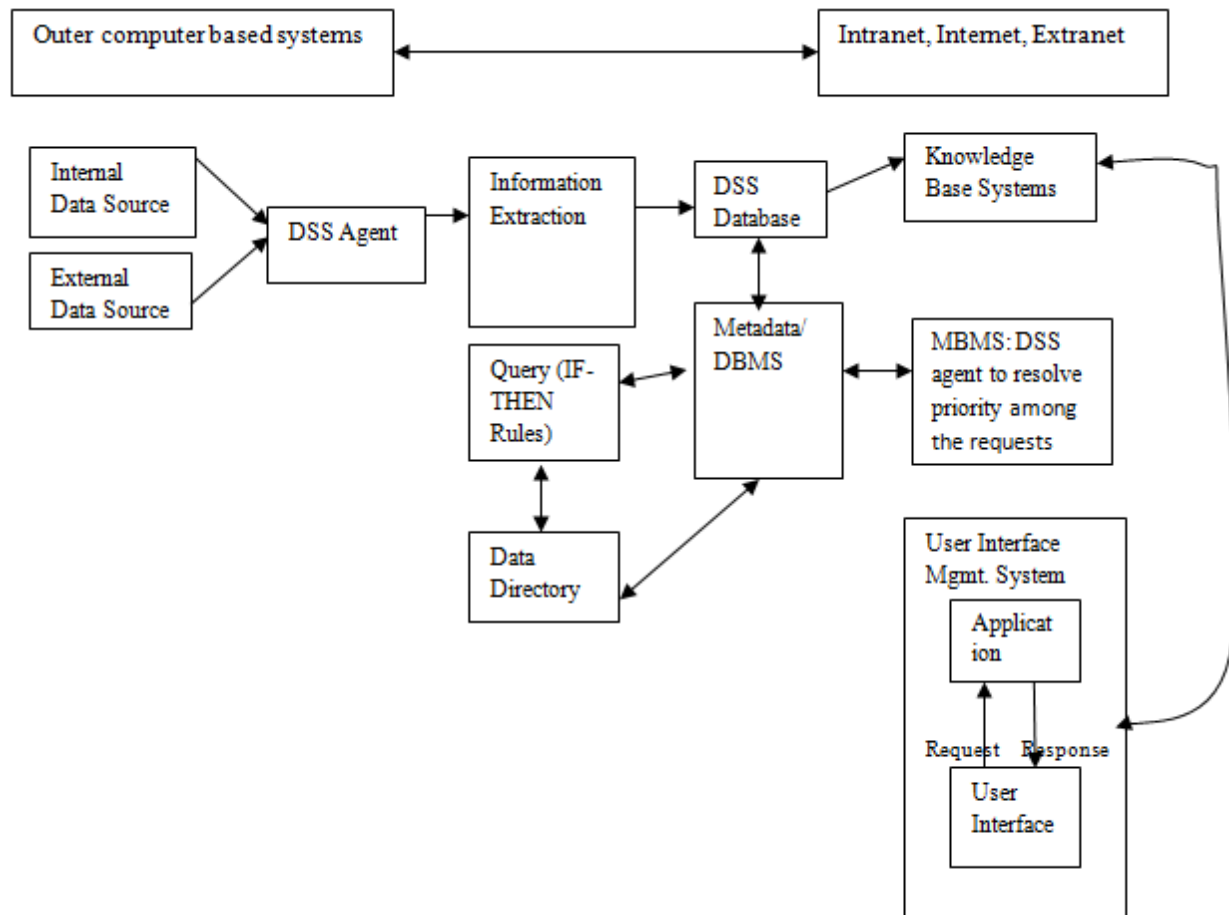 Outer computer based systems
Intranet, Internet, Extranet
Internal
Data Source
External
Data Source
DSS Agent
Information
Extraction
DSS
Database
Knowledge
Base Systems
Query (IF-
THEN
Rules)
Metadata/
DBMS
MBMS: DSS
agent to resolve
priority among
the requests
Data
Directory
User Interface
Mgmt. System
Applicat
ion
Request Response
User
Interface